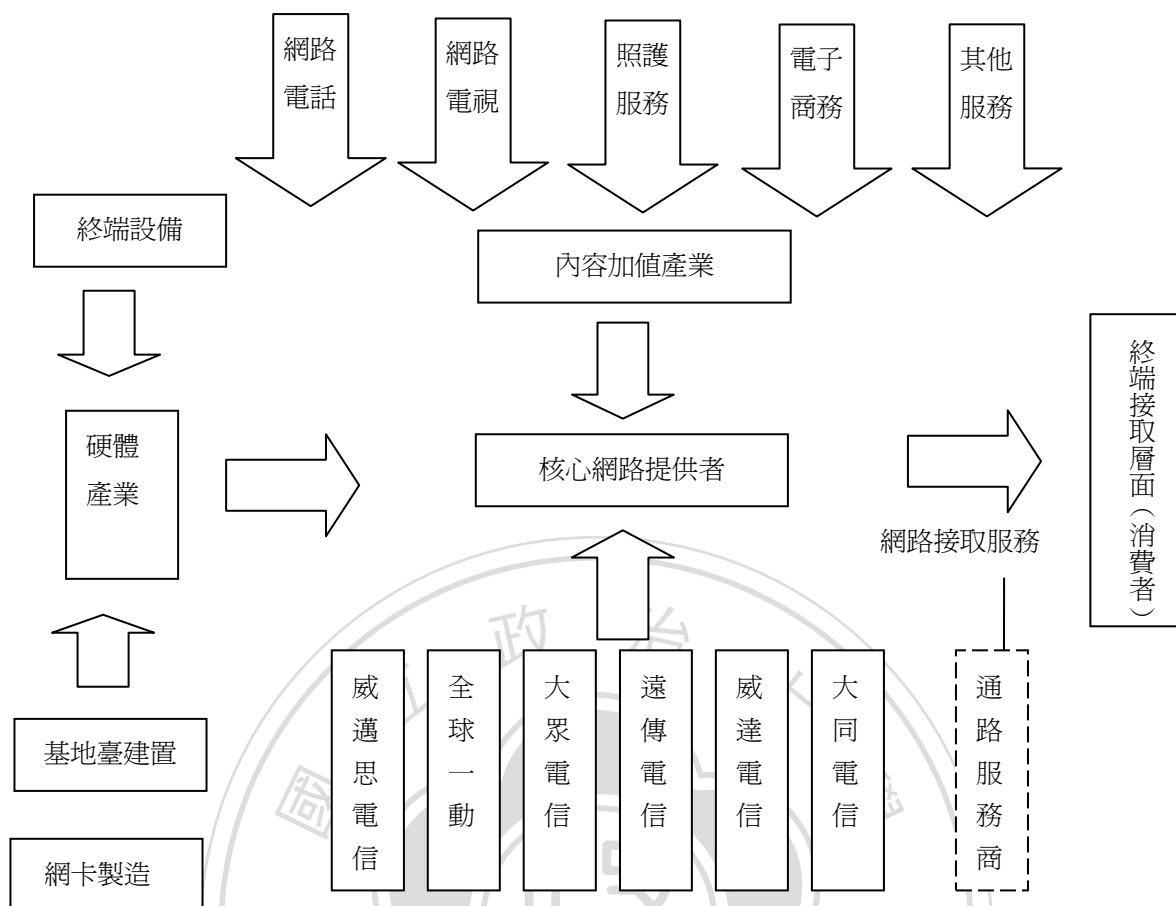 網路
電話
網路
電視
照護
服務
電子
商務
其他
服務
終端設備
內容加值產業
終端接取層面(消費者)
硬體
產業
核心網路提供者
網路接取服務
威邁思電信
全球一動
大眾電信
遠傳電信
威達電信
大同電信
通路服務商
基地臺建置
網卡製造
國立政治
學